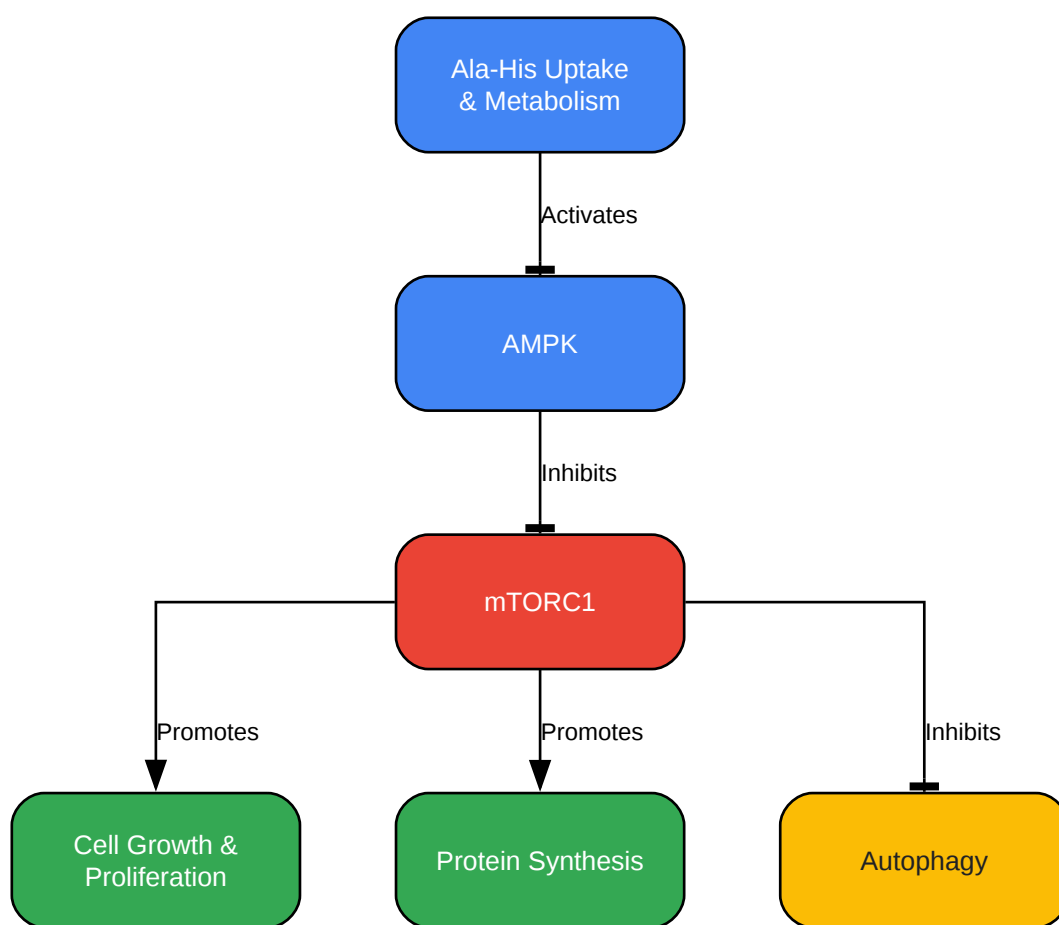 Ala-His Uptake
& Metabolism
Activates
AMPK
Inhibits
mTORC1
Promotes
Promotes
Inhibits
Cell Growth &
Proliferation
Protein Synthesis
Autophagy